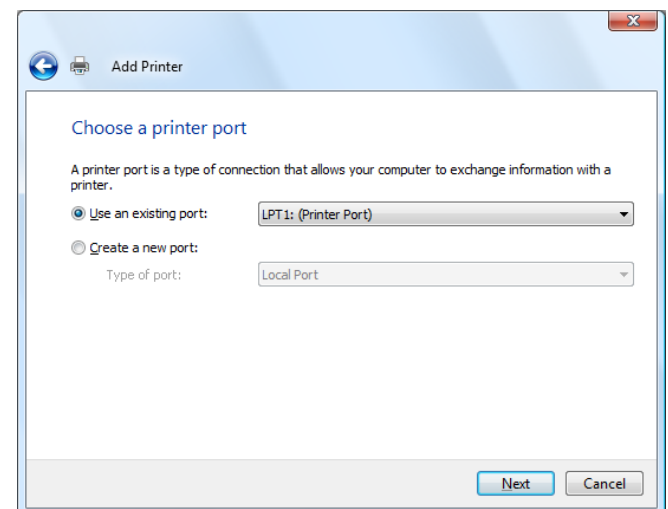 Add Printer
Choose a printer port
A printer port is a type of connection that allows your computer to exchange information with a
printer.
Use an existing port: LPT1: (Printer Port)
Create a new port:
Type of port: Local Port
Next Cancel